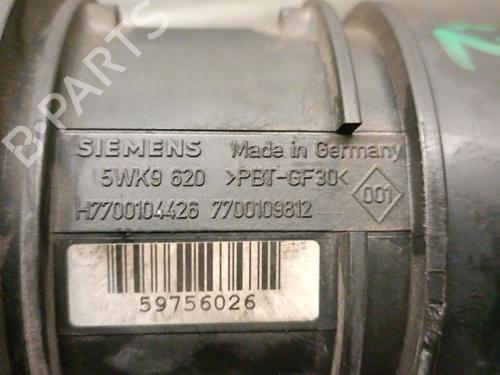 B-PARTS
SIEMENS Made in Germany
5WK9 620 >PBT-GF30<
001
H7700104426 7700109812
59756026